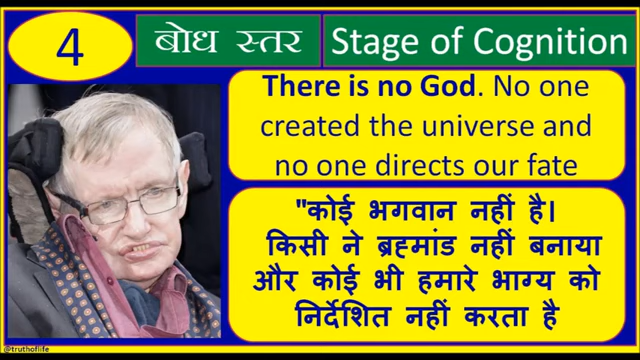 4
बोध स्तर
Stage of Cognition
There is no God. No one
created the universe and
no one directs our fate
"कोई भगवान नहीं है।
किसी ने ब्रह्मांड नहीं बनाया
और कोई भी हमारे भाग्य को
निर्देशित नहीं करता है
@truthoflife